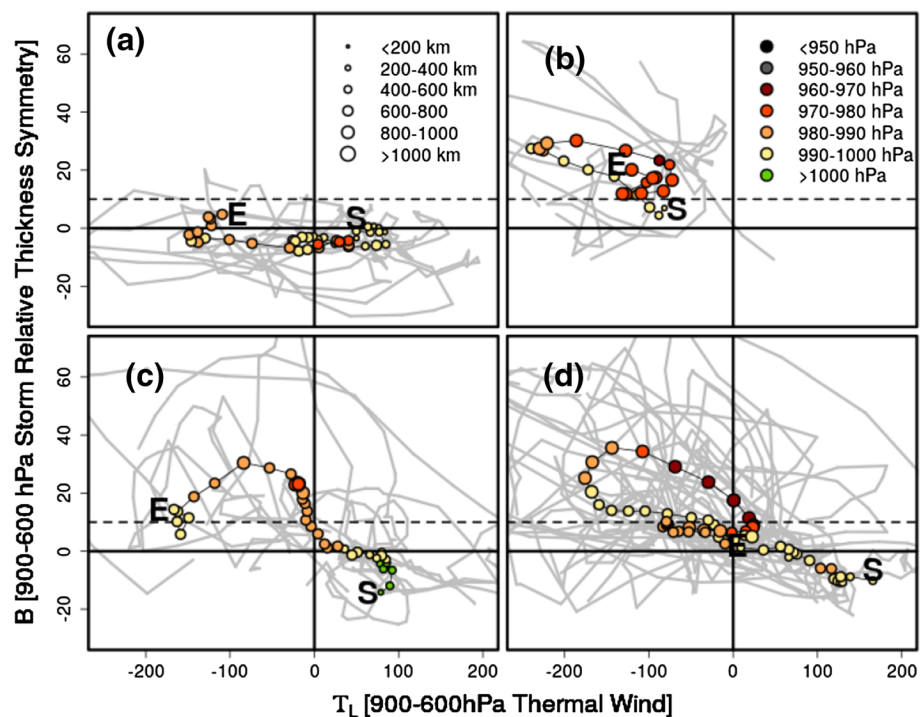 (a)
<200 km
200-400 km
400-600 km
600-800
800-1000
>1000 km
E
S
(b)
<950 hPa
950-960 hPa
960-970 hPa
970-980 hPa
980-990 hPa
990-1000 hPa
>1000 hPa
E
S
60
40
20
0
-20
(c)
E
S
(d)
E
S
60
40
20
0
-20
B [900-600 hPa Storm Relative Thickness Symmetry]
-200 -100 0 100 200
-200 -100 0 100 200
TL [900-600hPa Thermal Wind]